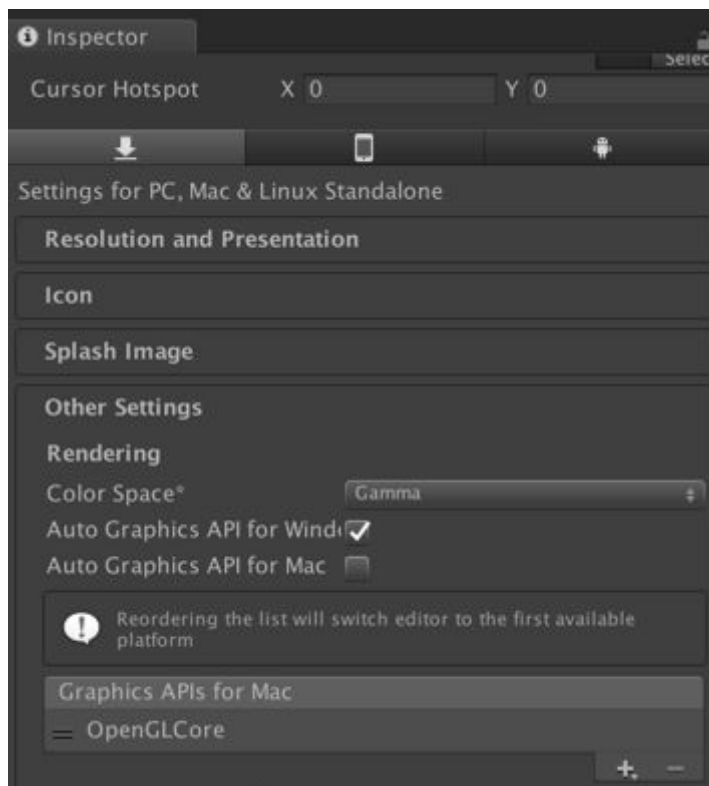 Inspector
Selec
Cursor Hotspot X 0 Y 0
Settings for PC, Mac & Linux Standalone
Resolution and Presentation
Icon
Splash Image
Other Settings
Rendering
Color Space* Gamma
Auto Graphics API for Windo
Auto Graphics API for Mac
Reordering the list will switch editor to the first available
platform
Graphics APIs for Mac
OpenGLCore